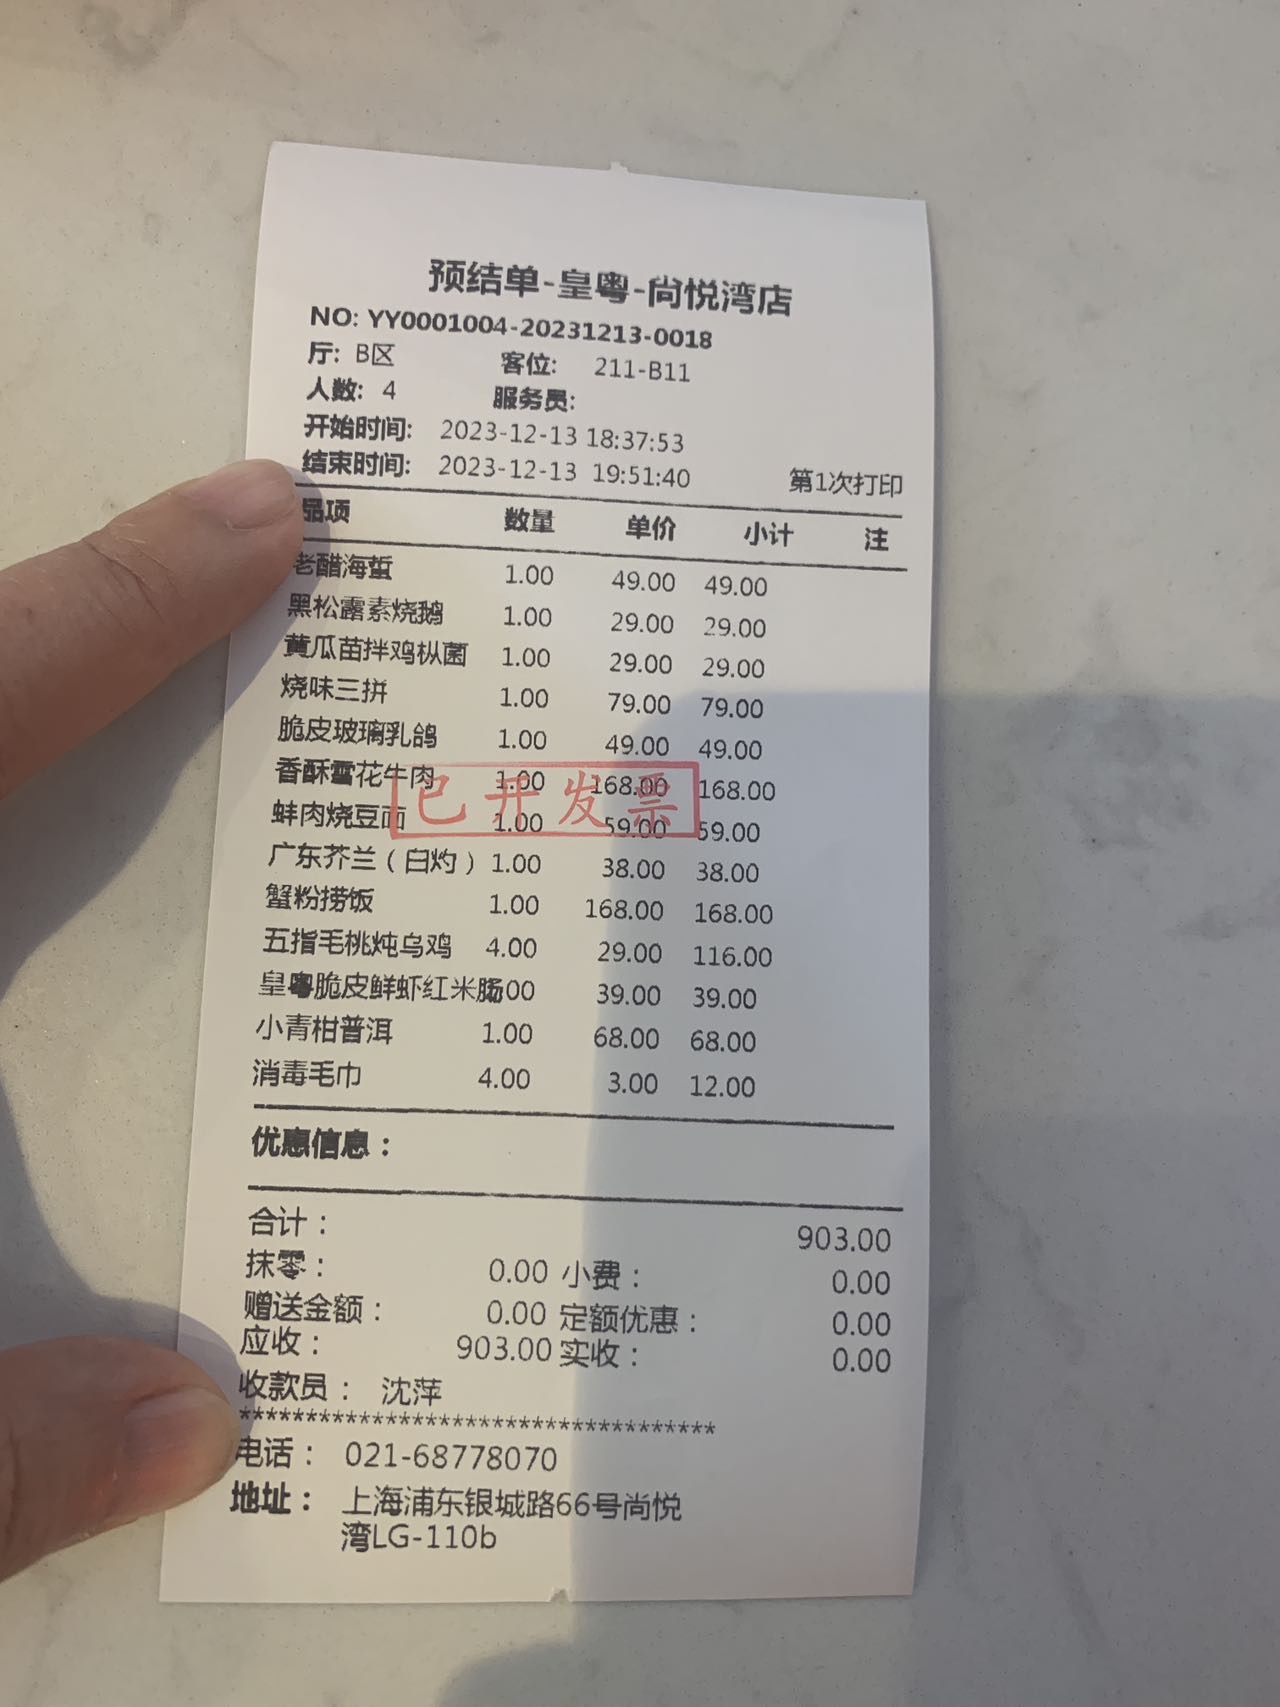 预结单-皇粤-尚悦湾店
NO: YY0001004-20231213-0018
厅: B区 客位: 211-B11
人数: 4 服务员:
开始时间: 2023-12-13 18:37:53
结束时间: 2023-12-13 19:51:40 第1次打印
品项 数量 单价 小计 注
老醋海蜇 1.00 49.00 49.00
黑松露素烧鹅 1.00 29.00 29.00
黄瓜苗拌鸡枞菌 1.00 29.00 29.00
烧味三拼 1.00 79.00 79.00
脆皮玻璃乳鸽 1.00 49.00 49.00
香酥雪花牛肉 1.00 168.00 168.00
已开发票
蚌肉烧豆面 1.00 59.00 59.00
广东芥兰（白灼） 1.00 38.00 38.00
蟹粉捞饭 1.00 168.00 168.00
五指毛桃炖乌鸡 4.00 29.00 116.00
皇粤脆皮鲜虾红米肠00 39.00 39.00
小青柑普洱 1.00 68.00 68.00
消毒毛巾 4.00 3.00 12.00
优惠信息：
合计： 903.00
抹零： 0.00 小费： 0.00
赠送金额： 0.00 定额优惠： 0.00
应收： 903.00 实收： 0.00
收款员： 沈萍
************************************
电话： 021-68778070
地址： 上海浦东银城路66号尚悦
湾LG-110b